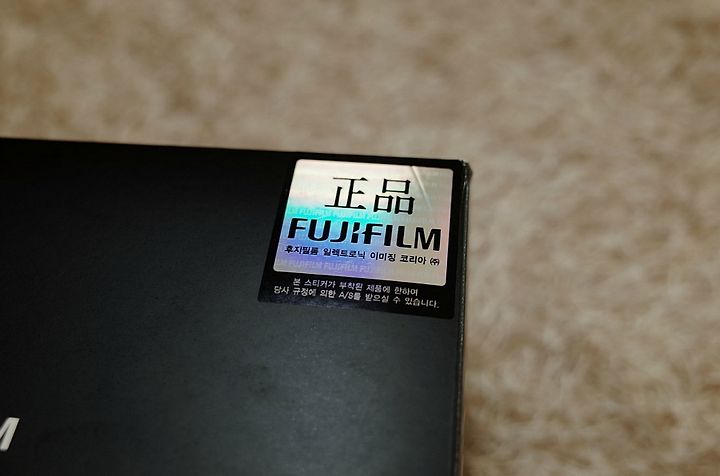 正品
FUJIFILM
후지필름 일렉트로닉 이미징 코리아 ㈜
본 스티커가 부착된 제품에 한하여
당사 규정에 의한 A/S를 받으실 수 있습니다.
M